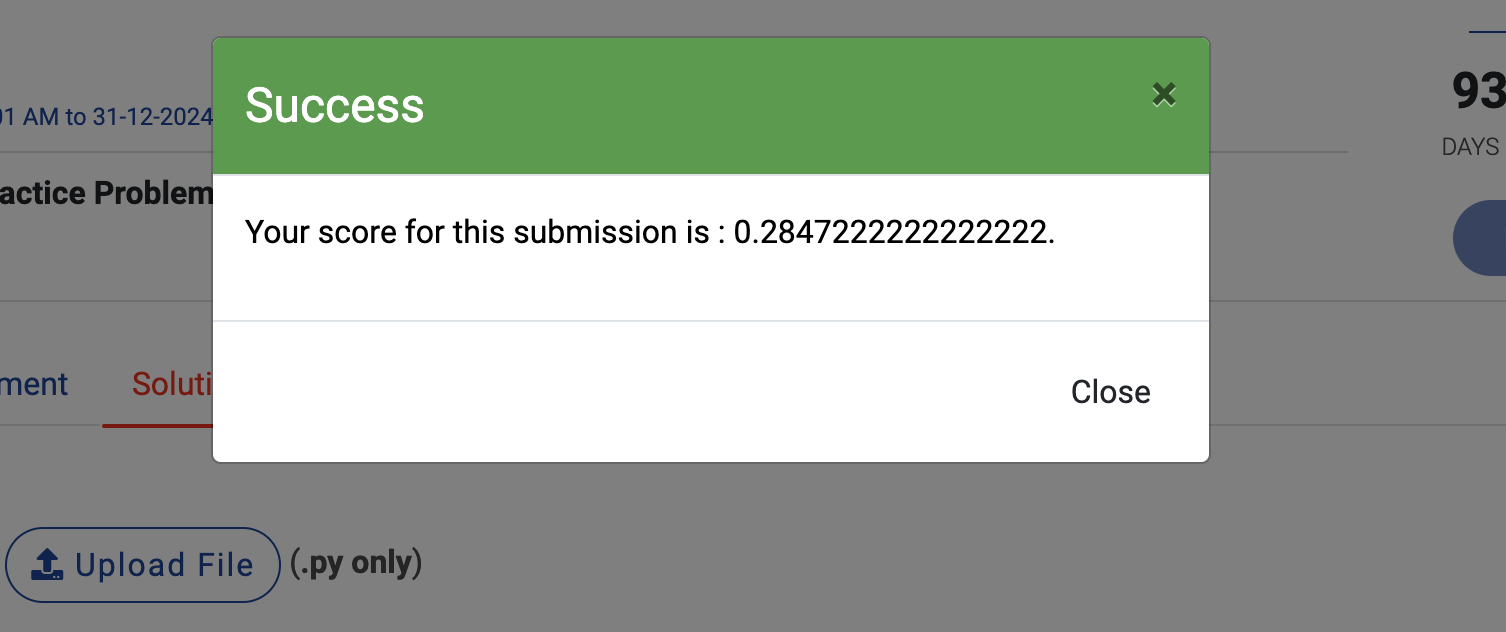 Success
×
01 AM to 31-12-2024
93
DAYS
actice Problem
Your score for this submission is : 0.2847222222222222.
ment
Soluti
Close
Upload File (.py only)